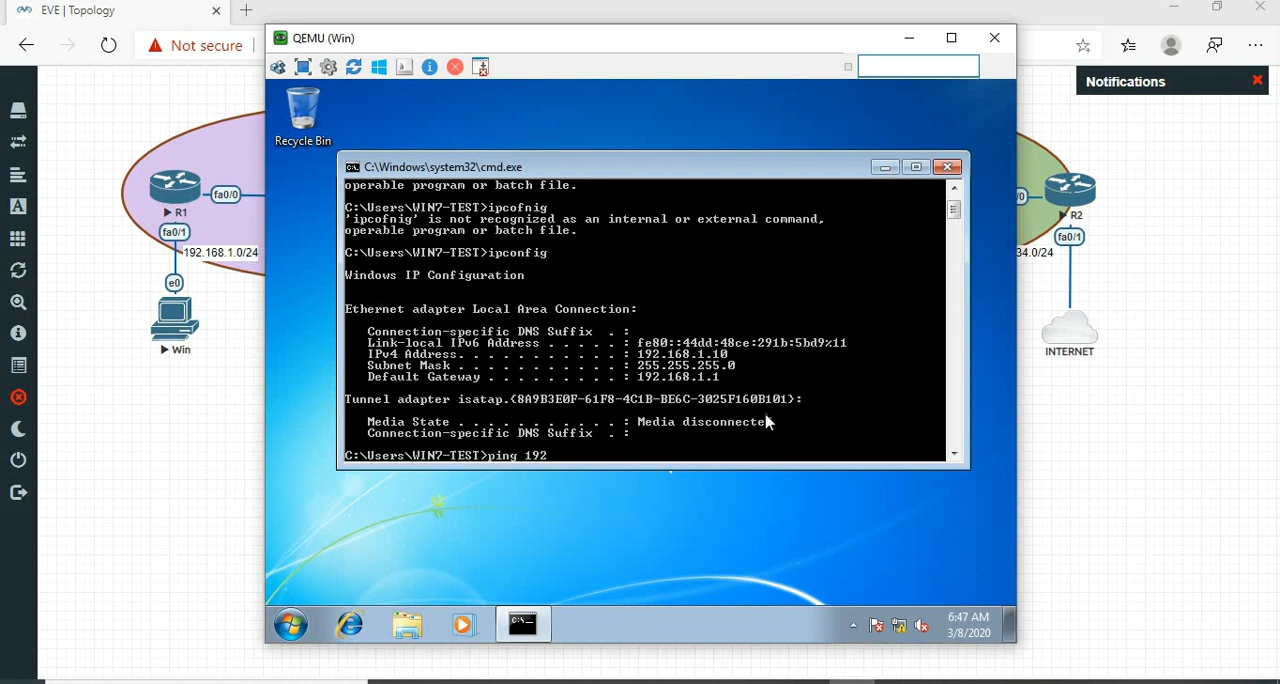 EVE | Topology
Not secure
QEMU (Win)
Notifications
Recycle Bin
C:\Windows\system32\cmd.exe
operable program or batch file.
C:\Users\WIN7-TEST>ipcofnig
'ipcofnig' is not recognized as an internal or external command,
operable program or batch file.
C:\Users\WIN7-TEST>ipconfig
Windows IP Configuration
Ethernet adapter Local Area Connection:
Connection-specific DNS Suffix . :
Link-local IPv6 Address . . . . . : fe80::44dd:48ce:291b:5bd9%11
IPv4 Address. . . . . . . . . . . : 192.168.1.10
Subnet Mask . . . . . . . . . . . : 255.255.255.0
Default Gateway . . . . . . . . . : 192.168.1.1
Tunnel adapter isatap.{8A9B3E0F-61F8-4C1B-BE6C-3025F160B101}:
Media State . . . . . . . . . . . : Media disconnected
Connection-specific DNS Suffix . :
C:\Users\WIN7-TEST>ping 192
fa0/0
R1
fa0/1
192.168.1.0/24
e0
Win
/0
R2
fa0/1
34.0/24
INTERNET
6:47 AM
3/8/2020